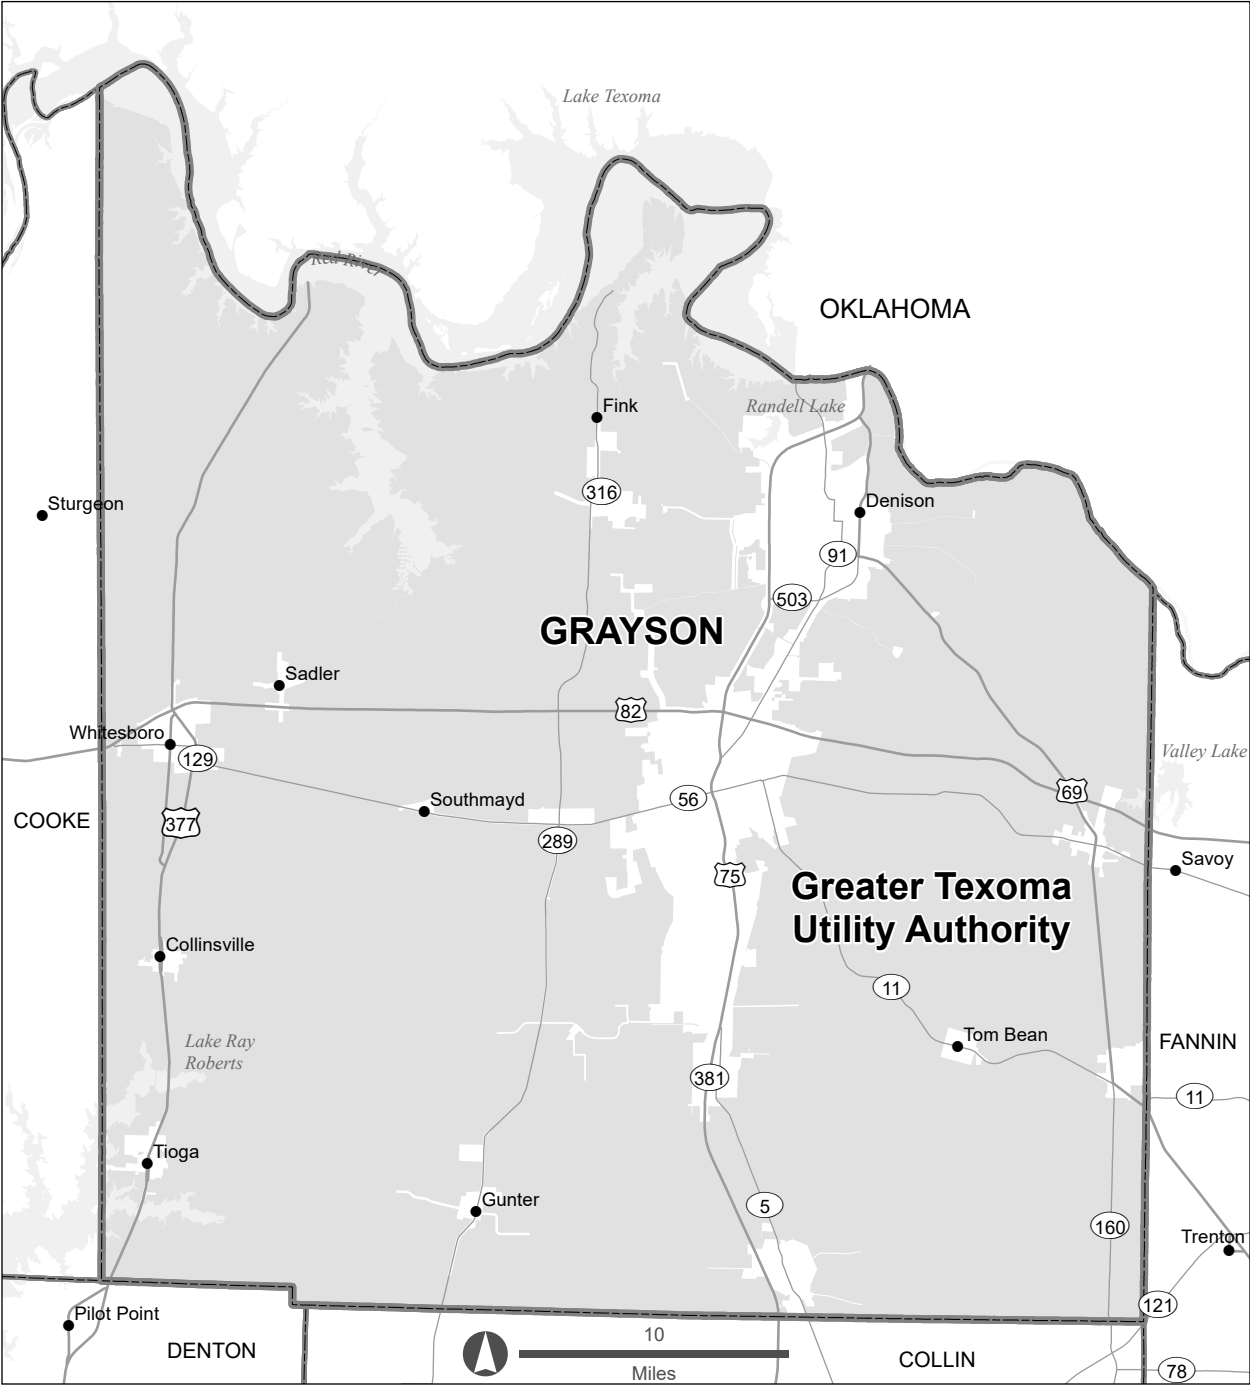 Lake Texoma
Red River
OKLAHOMA
Randell Lake
Fink
316
Sturgeon
Denison
91
503
GRAYSON
Sadler
82
Whitesboro
129
Valley Lake
69
56
Southmayd
COOKE
377
289
75
Savoy
Greater Texoma
Utility Authority
Collinsville
11
Tom Bean
Lake Ray
Roberts
FANNIN
381
11
Tioga
Gunter
5
160
Trenton
121
Pilot Point
10
DENTON
COLLIN
Miles
78